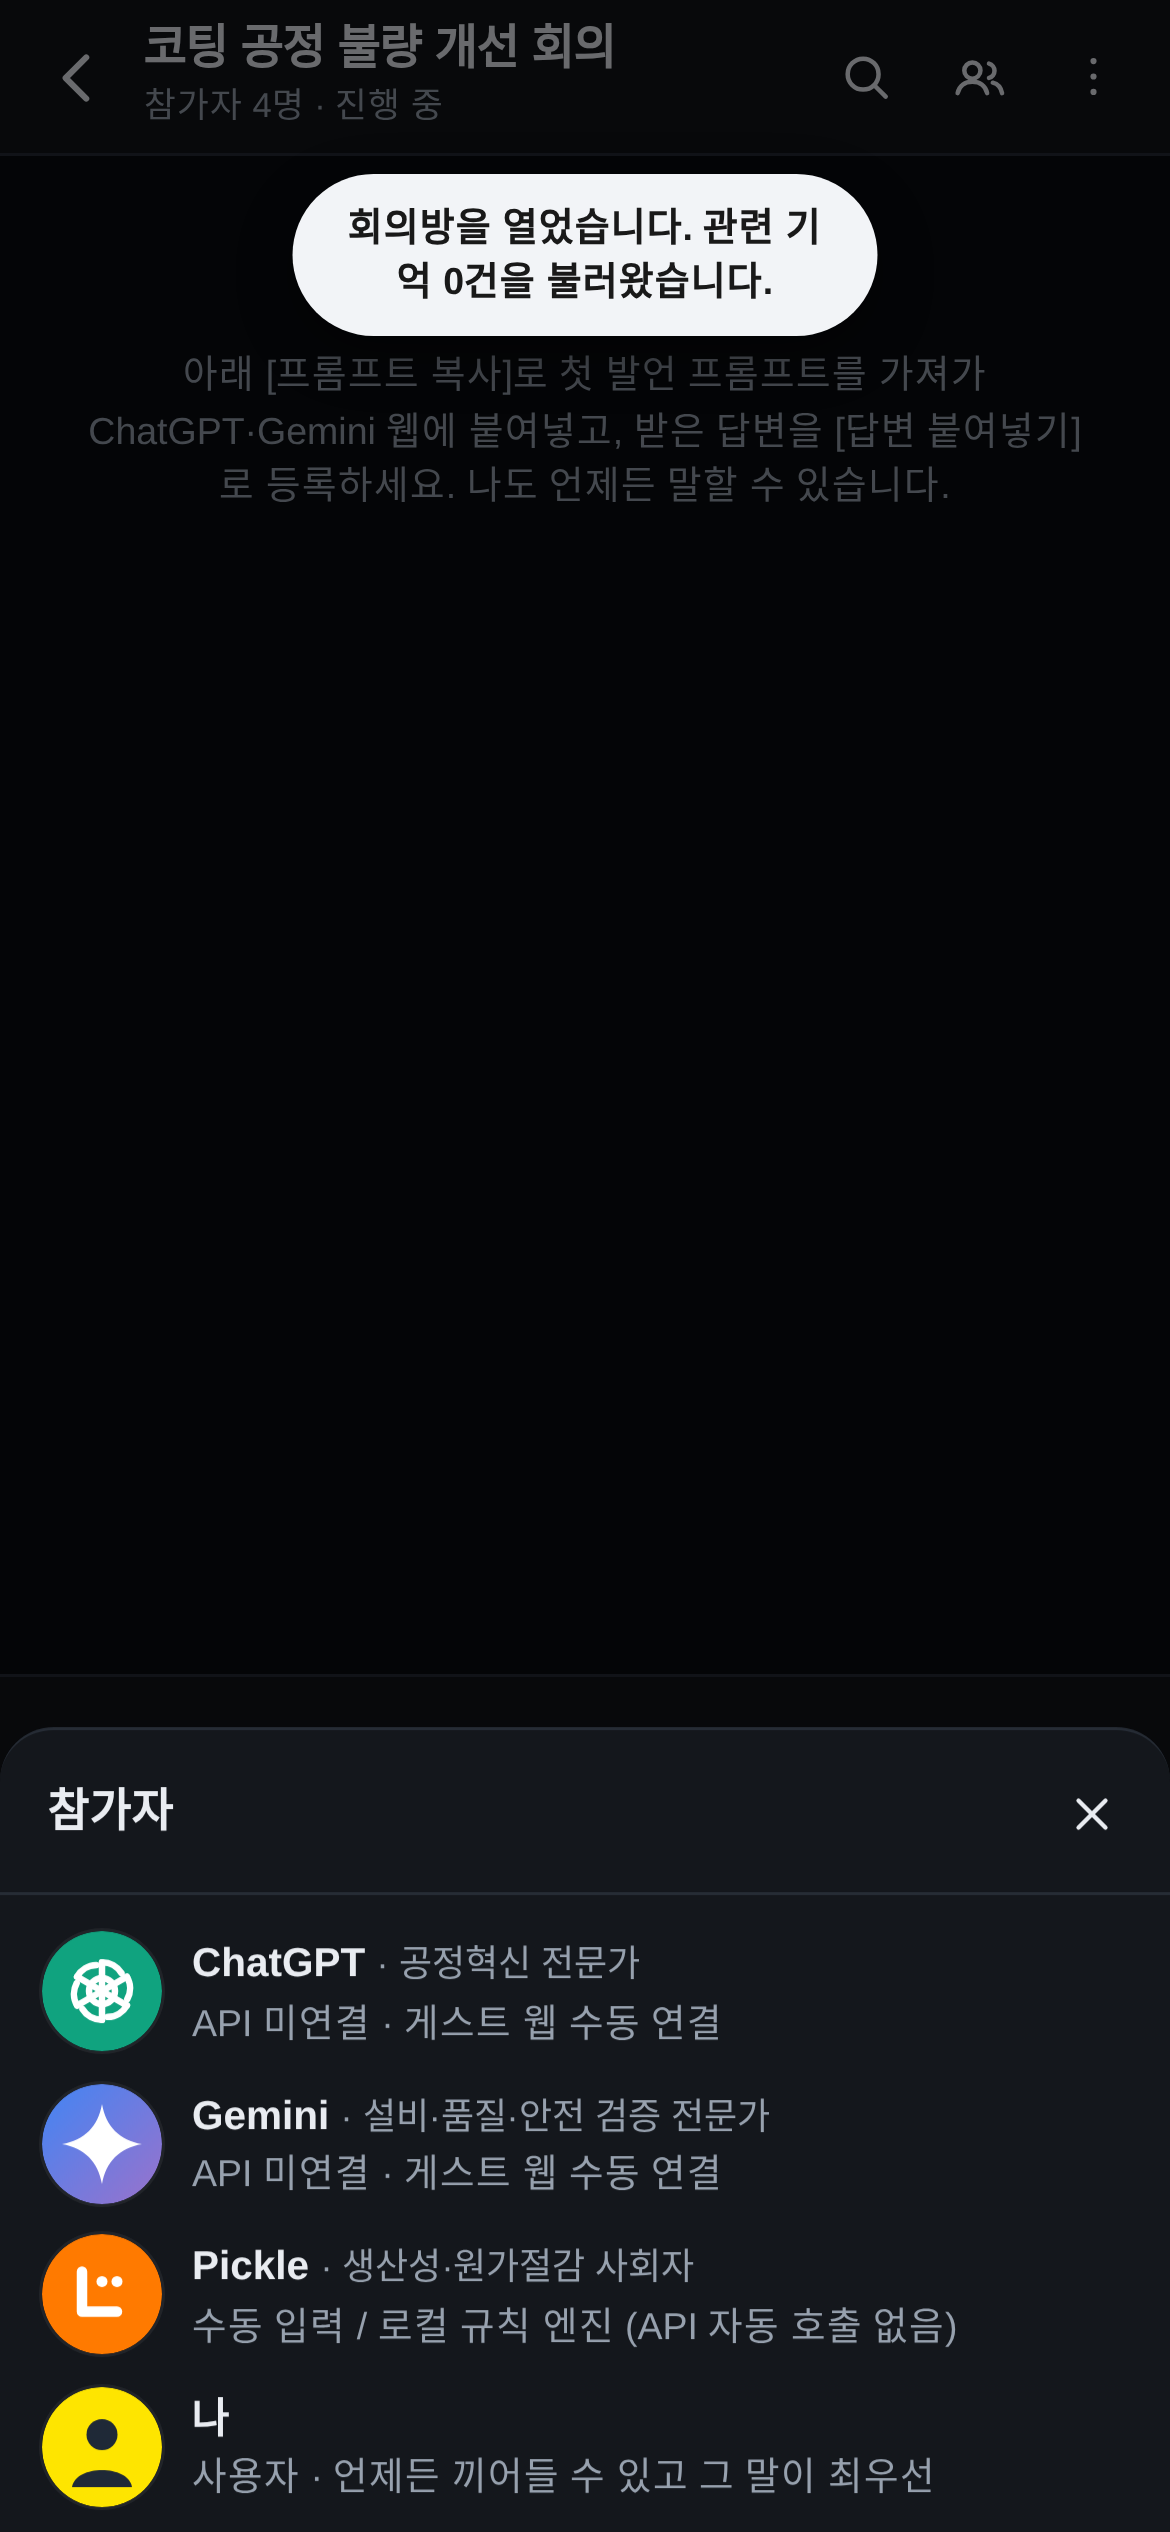 코팅 공정 불량 개선 회의
참가자 4명 · 진행 중
회의방을 열었습니다. 관련 기
억 0건을 불러왔습니다.
아래 [프롬프트 복사]로 첫 발언 프롬프트를 가져가
ChatGPT·Gemini 웹에 붙여넣고, 받은 답변을 [답변 붙여넣기]
로 등록하세요. 나도 언제든 말할 수 있습니다.
참가자
ChatGPT · 공정혁신 전문가
API 미연결 · 게스트 웹 수동 연결
Gemini · 설비·품질·안전 검증 전문가
API 미연결 · 게스트 웹 수동 연결
Pickle · 생산성·원가절감 사회자
수동 입력 / 로컬 규칙 엔진 (API 자동 호출 없음)
나
사용자 · 언제든 끼어들 수 있고 그 말이 최우선